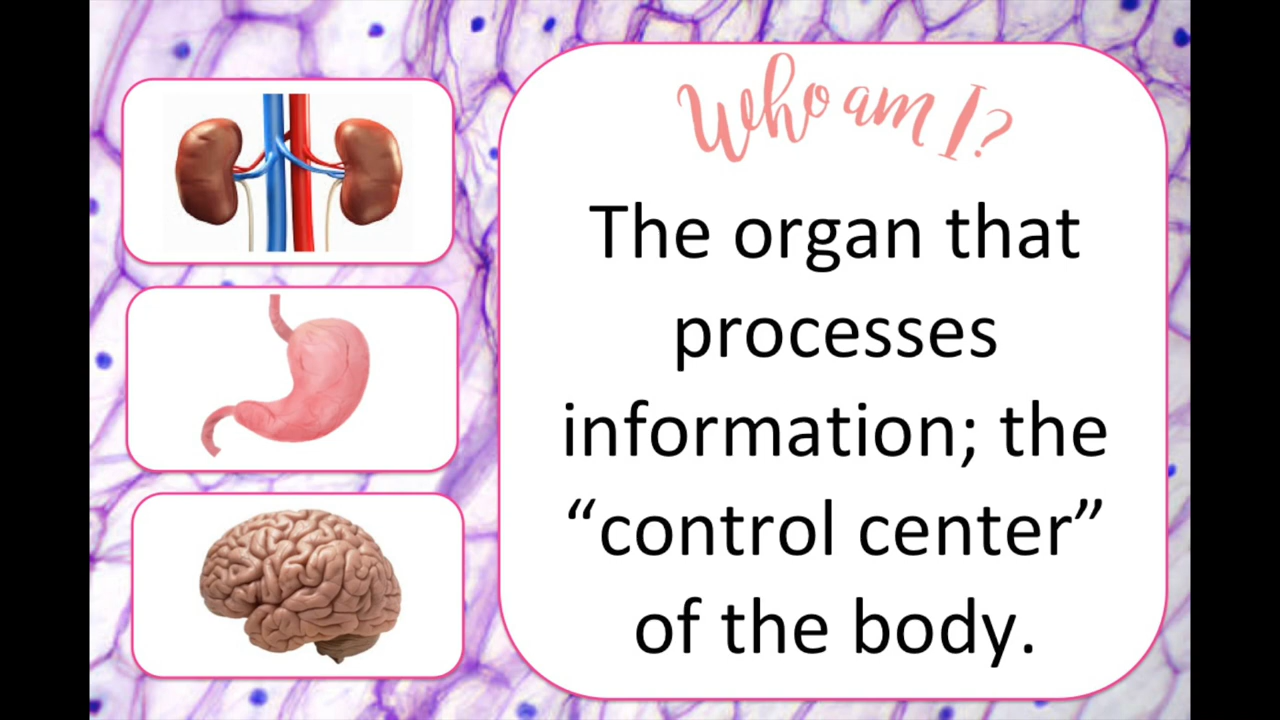 Who am I?
The organ that
processes
information; the
“control center”
of the body.